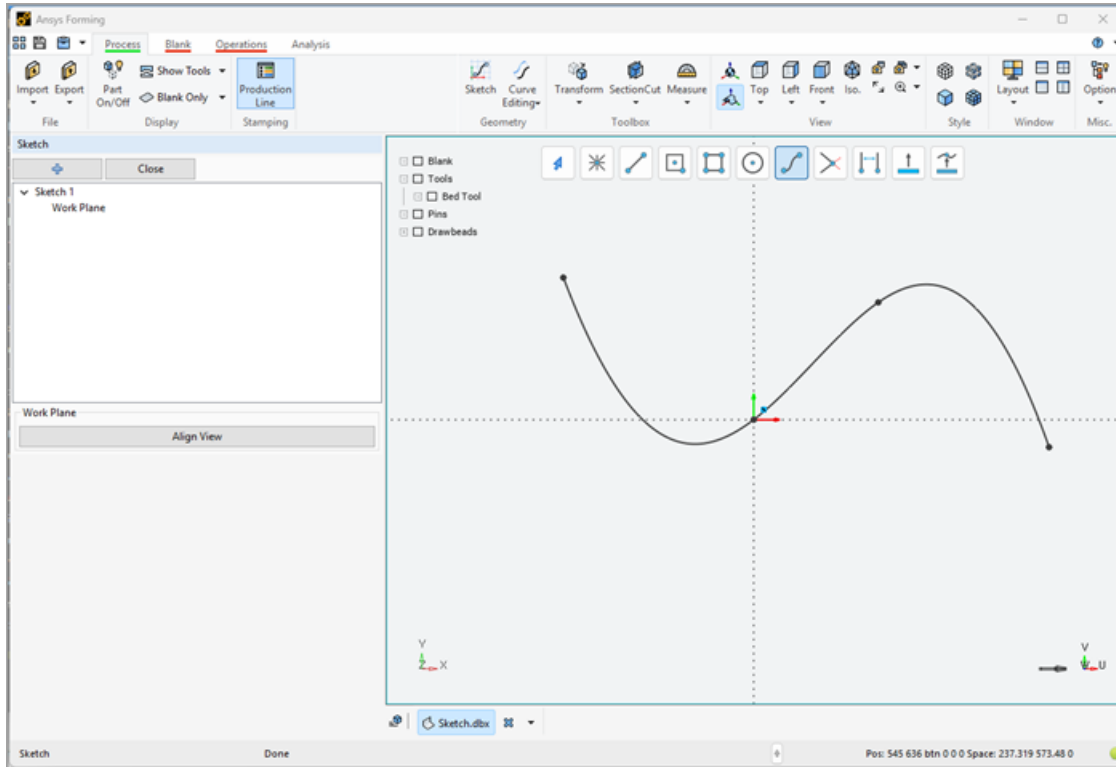 Ansys Forming
Process Blank Operations Analysis
Import Export Part On/Off Show Tools Blank Only Production Line Sketch Curve Editing Transform SectionCut Measure Top Left Front Iso. Layout Option
File Display Stamping Geometry Toolbox View Style Window Misc.
Sketch
Close
Sketch 1
Work Plane
Work Plane
Align View
Blank
Tools
Bed Tool
Pins
Drawbeads
Y
Z X
V
W U
Sketch.dbx
Sketch Done Pos: 545 636 btn 0 0 0 Space: 237.319 573.48 0